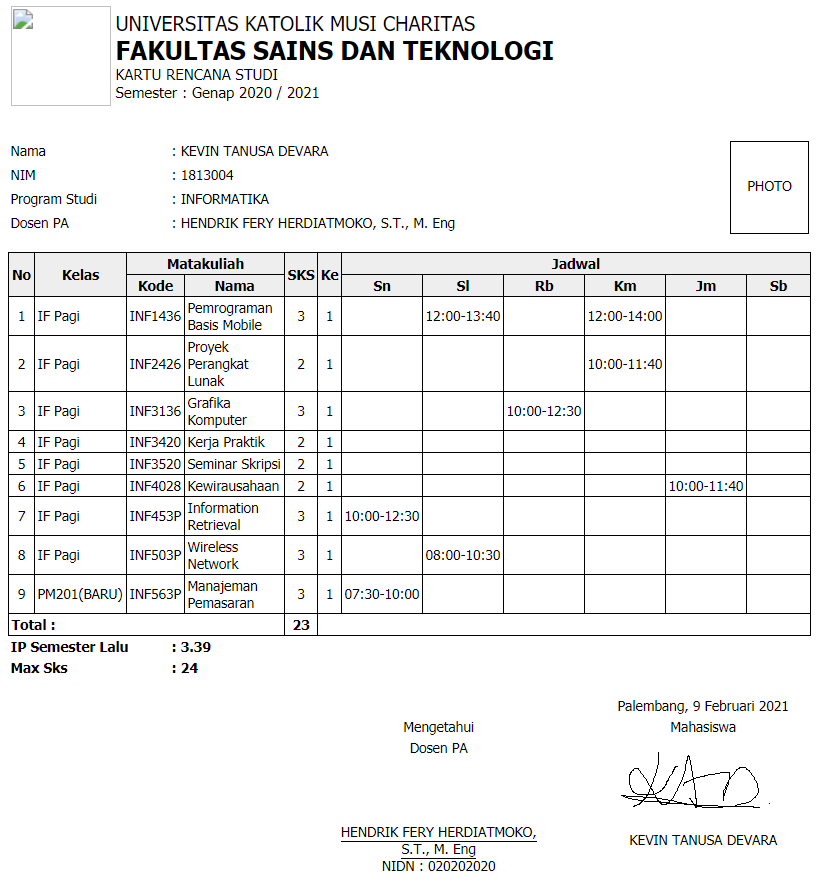 UNIVERSITAS KATOLIK MUSI CHARITAS
FAKULTAS SAINS DAN TEKNOLOGI
KARTU RENCANA STUDI
Semester : Genap 2020 / 2021
Nama : KEVIN TANUSA DEVARA
NIM : 1813004
Program Studi : INFORMATIKA
Dosen PA : HENDRIK FERY HERDIATMOKO, S.T., M. Eng
PHOTO
No Kelas Matakuliah SKS Ke Jadwal
Kode Nama Sn Sl Rb Km Jm Sb
1 IF Pagi INF1436 Pemrograman Basis Mobile 3 1 12:00-13:40 12:00-14:00
2 IF Pagi INF2426 Proyek Perangkat Lunak 2 1 10:00-11:40
3 IF Pagi INF3136 Grafika Komputer 3 1 10:00-12:30
4 IF Pagi INF3420 Kerja Praktik 2 1
5 IF Pagi INF3520 Seminar Skripsi 2 1
6 IF Pagi INF4028 Kewirausahaan 2 1 10:00-11:40
7 IF Pagi INF453P Information Retrieval 3 1 10:00-12:30
8 IF Pagi INF503P Wireless Network 3 1 08:00-10:30
9 PM201(BARU) INF563P Manajeman Pemasaran 3 1 07:30-10:00
Total : 23
IP Semester Lalu : 3.39
Max Sks : 24
Palembang, 9 Februari 2021
Mengetahui Mahasiswa
Dosen PA
HENDRIK FERY HERDIATMOKO,
S.T., M. Eng
NIDN : 020202020
KEVIN TANUSA DEVARA